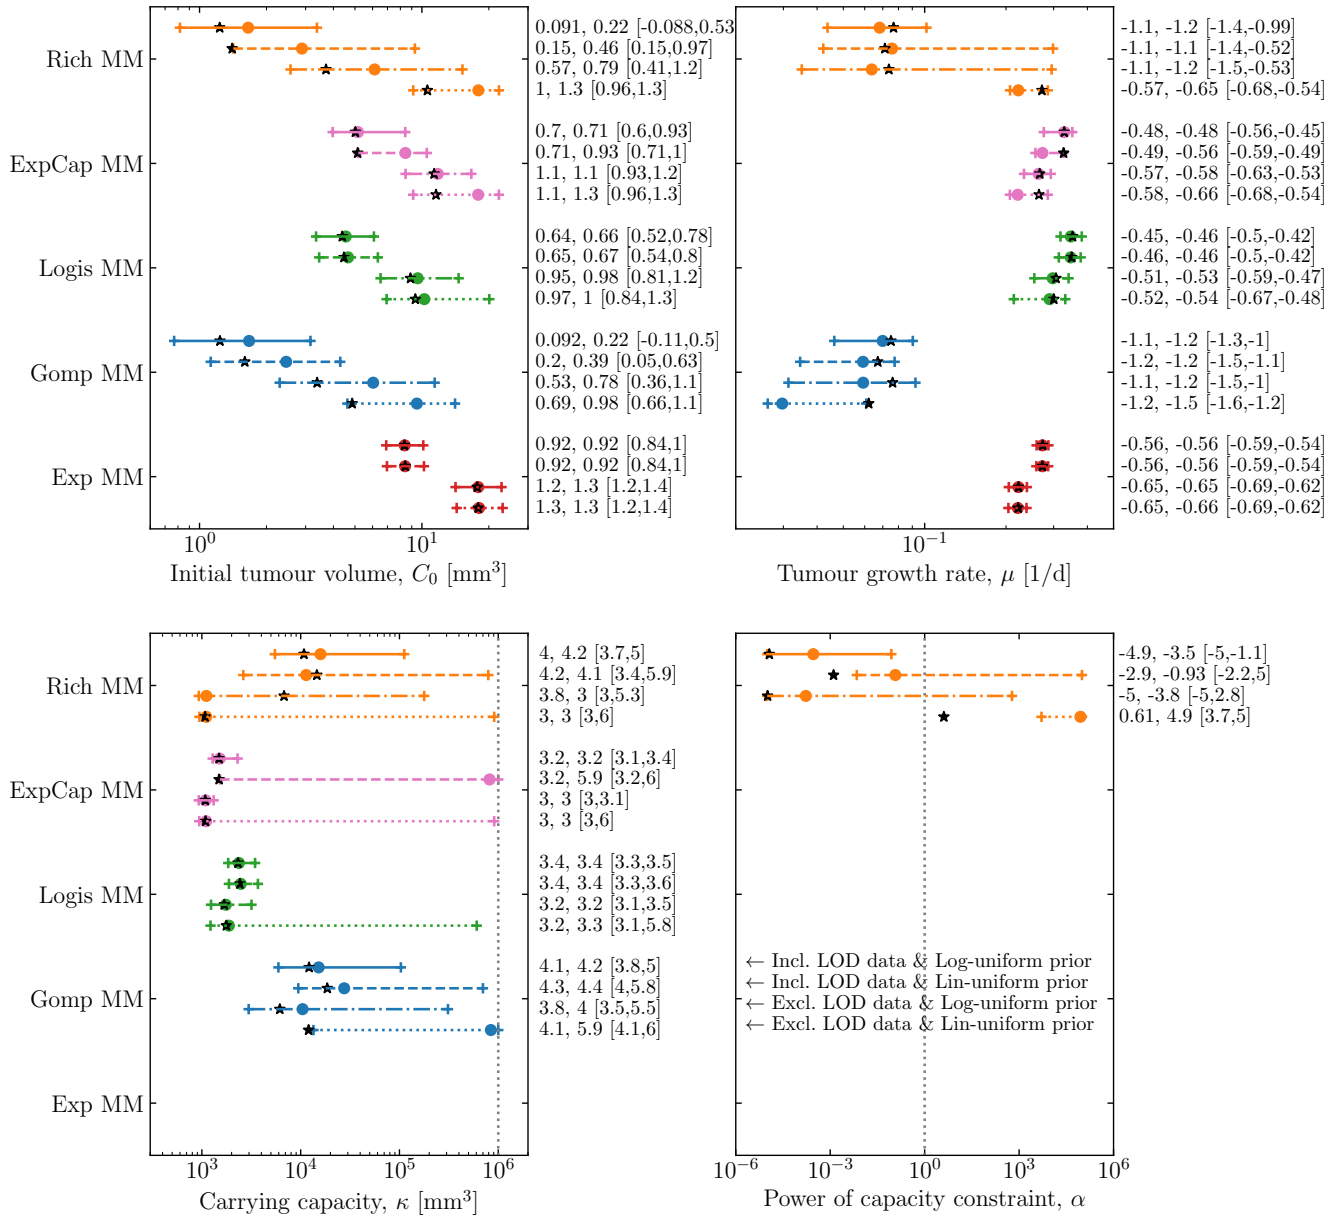 Rich MM
ExpCap MM
Logis MM
Gomp MM
Exp MM
0.091, 0.22 [-0.088,0.53
0.15, 0.46 [0.15,0.97]
0.57, 0.79 [0.41,1.2]
1, 1.3 [0.96,1.3]
0.7, 0.71 [0.6,0.93]
0.71, 0.93 [0.71,1]
1.1, 1.1 [0.93,1.2]
1.1, 1.3 [0.96,1.3]
0.64, 0.66 [0.52,0.78]
0.65, 0.67 [0.54,0.8]
0.95, 0.98 [0.81,1.2]
0.97, 1 [0.84,1.3]
0.092, 0.22 [-0.11,0.5]
0.2, 0.39 [0.05,0.63]
0.53, 0.78 [0.36,1.1]
0.69, 0.98 [0.66,1.1]
0.92, 0.92 [0.84,1]
0.92, 0.92 [0.84,1]
1.2, 1.3 [1.2,1.4]
1.3, 1.3 [1.2,1.4]
10⁰ 10¹
Initial tumour volume, C₀ [mm³]
-1.1, -1.2 [-1.4,-0.99]
-1.1, -1.1 [-1.4,-0.52]
-1.1, -1.2 [-1.5,-0.53]
-0.57, -0.65 [-0.68,-0.54]
-0.48, -0.48 [-0.56,-0.45]
-0.49, -0.56 [-0.59,-0.49]
-0.57, -0.58 [-0.63,-0.53]
-0.58, -0.66 [-0.68,-0.54]
-0.45, -0.46 [-0.5,-0.42]
-0.46, -0.46 [-0.5,-0.42]
-0.51, -0.53 [-0.59,-0.47]
-0.52, -0.54 [-0.67,-0.48]
-1.1, -1.2 [-1.3,-1]
-1.2, -1.2 [-1.5,-1.1]
-1.1, -1.2 [-1.5,-1]
-1.2, -1.5 [-1.6,-1.2]
-0.56, -0.56 [-0.59,-0.54]
-0.56, -0.56 [-0.59,-0.54]
-0.65, -0.65 [-0.69,-0.62]
-0.65, -0.66 [-0.69,-0.62]
10⁻¹
Tumour growth rate, μ [1/d]
Rich MM
ExpCap MM
Logis MM
Gomp MM
Exp MM
4, 4.2 [3.7,5]
4.2, 4.1 [3.4,5.9]
3.8, 3 [3,5.3]
3, 3 [3,6]
3.2, 3.2 [3.1,3.4]
3.2, 5.9 [3.2,6]
3, 3 [3,3.1]
3, 3 [3,6]
3.4, 3.4 [3.3,3.5]
3.4, 3.4 [3.3,3.6]
3.2, 3.2 [3.1,3.5]
3.2, 3.3 [3.1,5.8]
4.1, 4.2 [3.8,5]
4.3, 4.4 [4,5.8]
3.8, 4 [3.5,5.5]
4.1, 5.9 [4.1,6]
10³ 10⁴ 10⁵ 10⁶
Carrying capacity, κ [mm³]
-4.9, -3.5 [-5,-1.1]
-2.9, -0.93 [-2.2,5]
-5, -3.8 [-5,2.8]
0.61, 4.9 [3.7,5]
← Incl. LOD data & Log-uniform prior
← Incl. LOD data & Lin-uniform prior
← Excl. LOD data & Log-uniform prior
← Excl. LOD data & Lin-uniform prior
10⁻⁶ 10⁻³ 10⁰ 10³ 10⁶
Power of capacity constraint, α